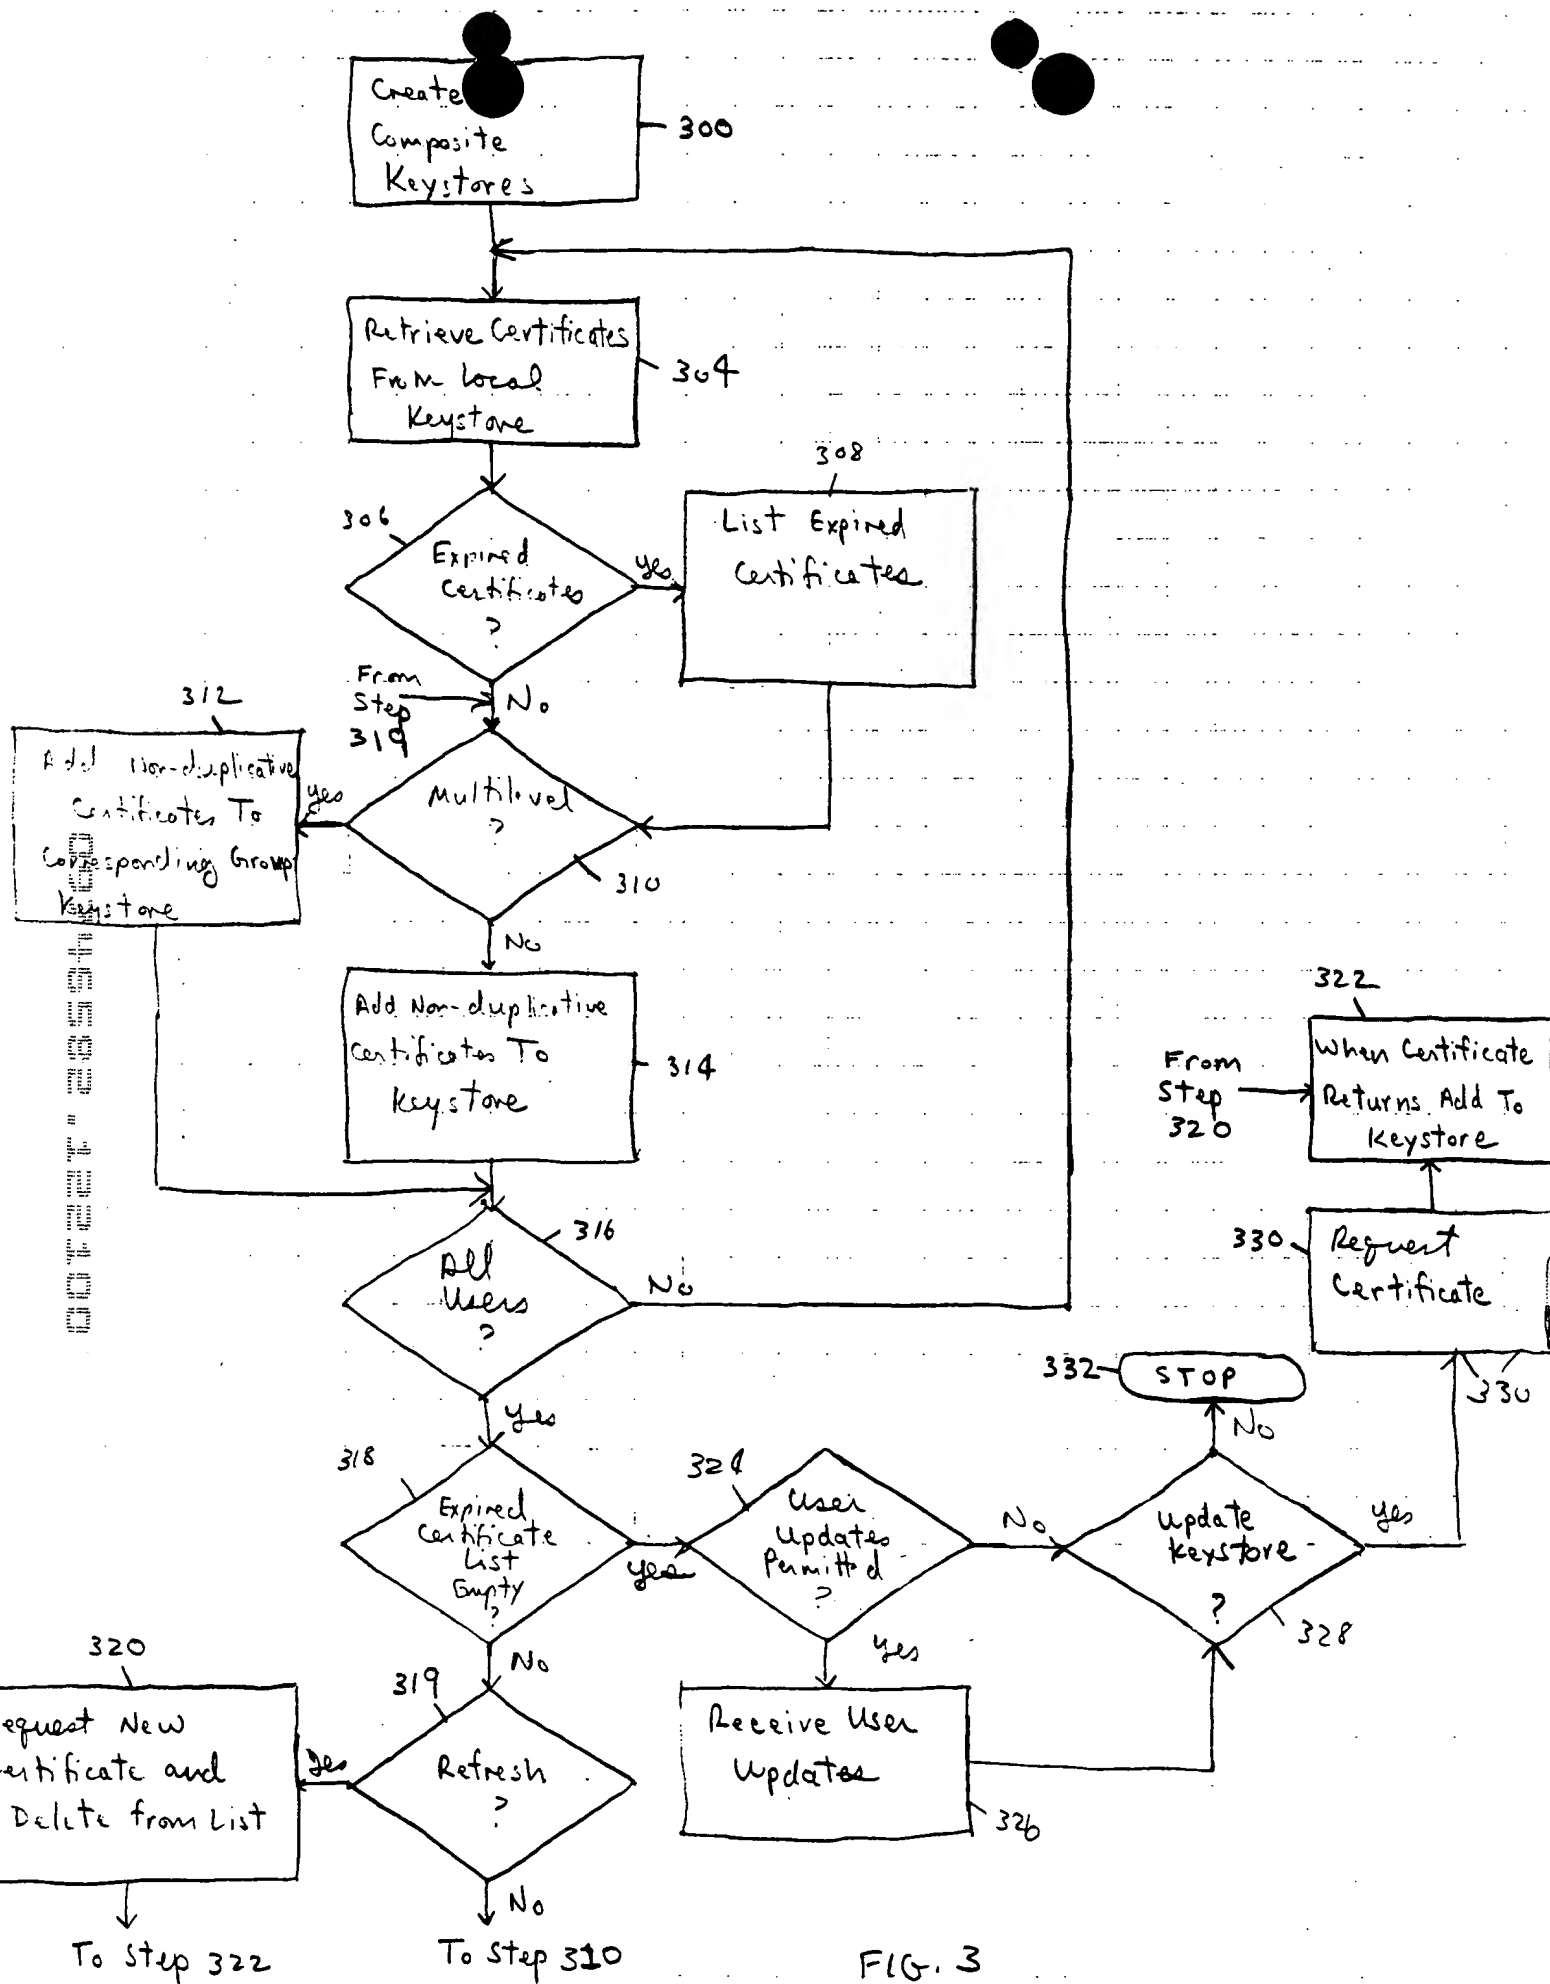 Create
Composite
Keystores
300
Retrieve Certificates
From Local
Keystore
304
306
Expired
Certificates
?
yes
308
List Expired
Certificates
From
Step
319
No
312
Add Non-duplicative
Certificates To
Corresponding Group
Keystore
yes
Multilevel
?
310
No
Add Non-duplicative
Certificates To
Keystore
314
322
When Certificate
Returns Add To
Keystore
From
Step
320
316
All
Users
?
No
330
Request
Certificate
330
332
STOP
No
yes
318
Expired
Certificate
List
Empty
?
yes
324
User
Updates
Permitted
?
No
Update
Keystore
?
yes
328
No
yes
320
equest New
ertificate and
Delete from List
yes
319
Refresh
?
Receive User
Updates
326
No
To Step 322
To Step 310
FIG. 3